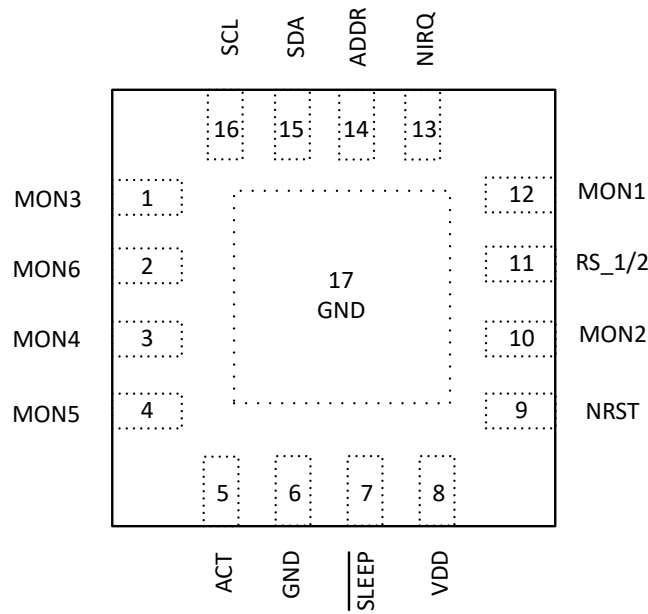 SCL
SDA
ADDR
NIRQ
16
15
14
13
MON3
1
12
MON1
MON6
2
11
RS_1/2
17
GND
MON4
3
10
MON2
MON5
4
9
NRST
5
6
7
8
ACT
GND
SLEEP
VDD